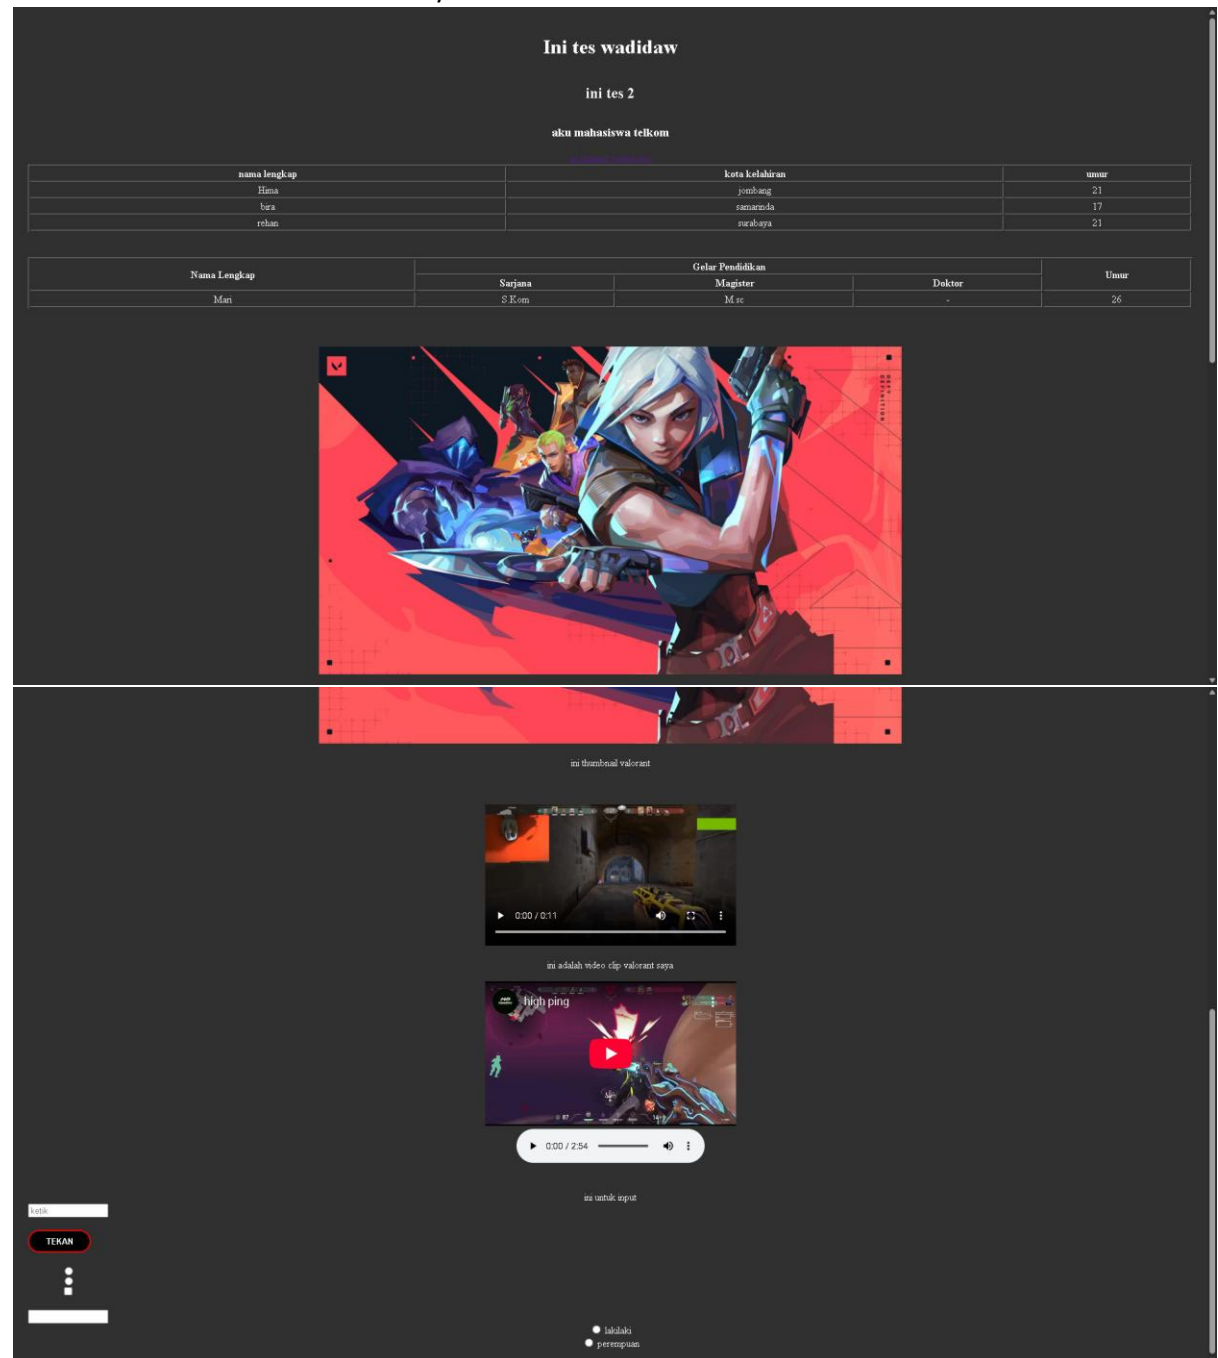 Ini tes wadidaw
ini tes 2
aku mahasiswa telkom
nama lengkap kota kelahiran umur
Hima jombang 21
bira samarinda 17
rehan surabaya 21
Nama Lengkap Gelar Pendidikan Umur
Sarjana Magister Doktor
Mari S.Kom M.sc - 26
DEFY
DEFINITION
ini thumbnail valorant
0:00 / 0:11
ini adalah video clip valorant saya
high ping
0:00 / 2:54
ini untuk input
ketik
TEKAN
lakilaki
perempuan